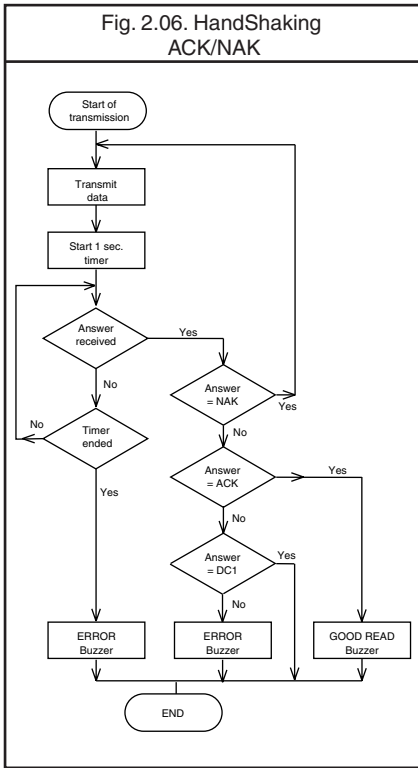 Fig. 2.06. HandShaking
ACK/NAK
Start of
transmission
Transmit
data
Start 1 sec.
timer
Answer
received
Yes
No
Answer
= NAK
Yes
No
Timer
ended
No
Yes
Answer
= ACK
Yes
No
Answer
= DC1
Yes
No
ERROR
Buzzer
ERROR
Buzzer
GOOD READ
Buzzer
END